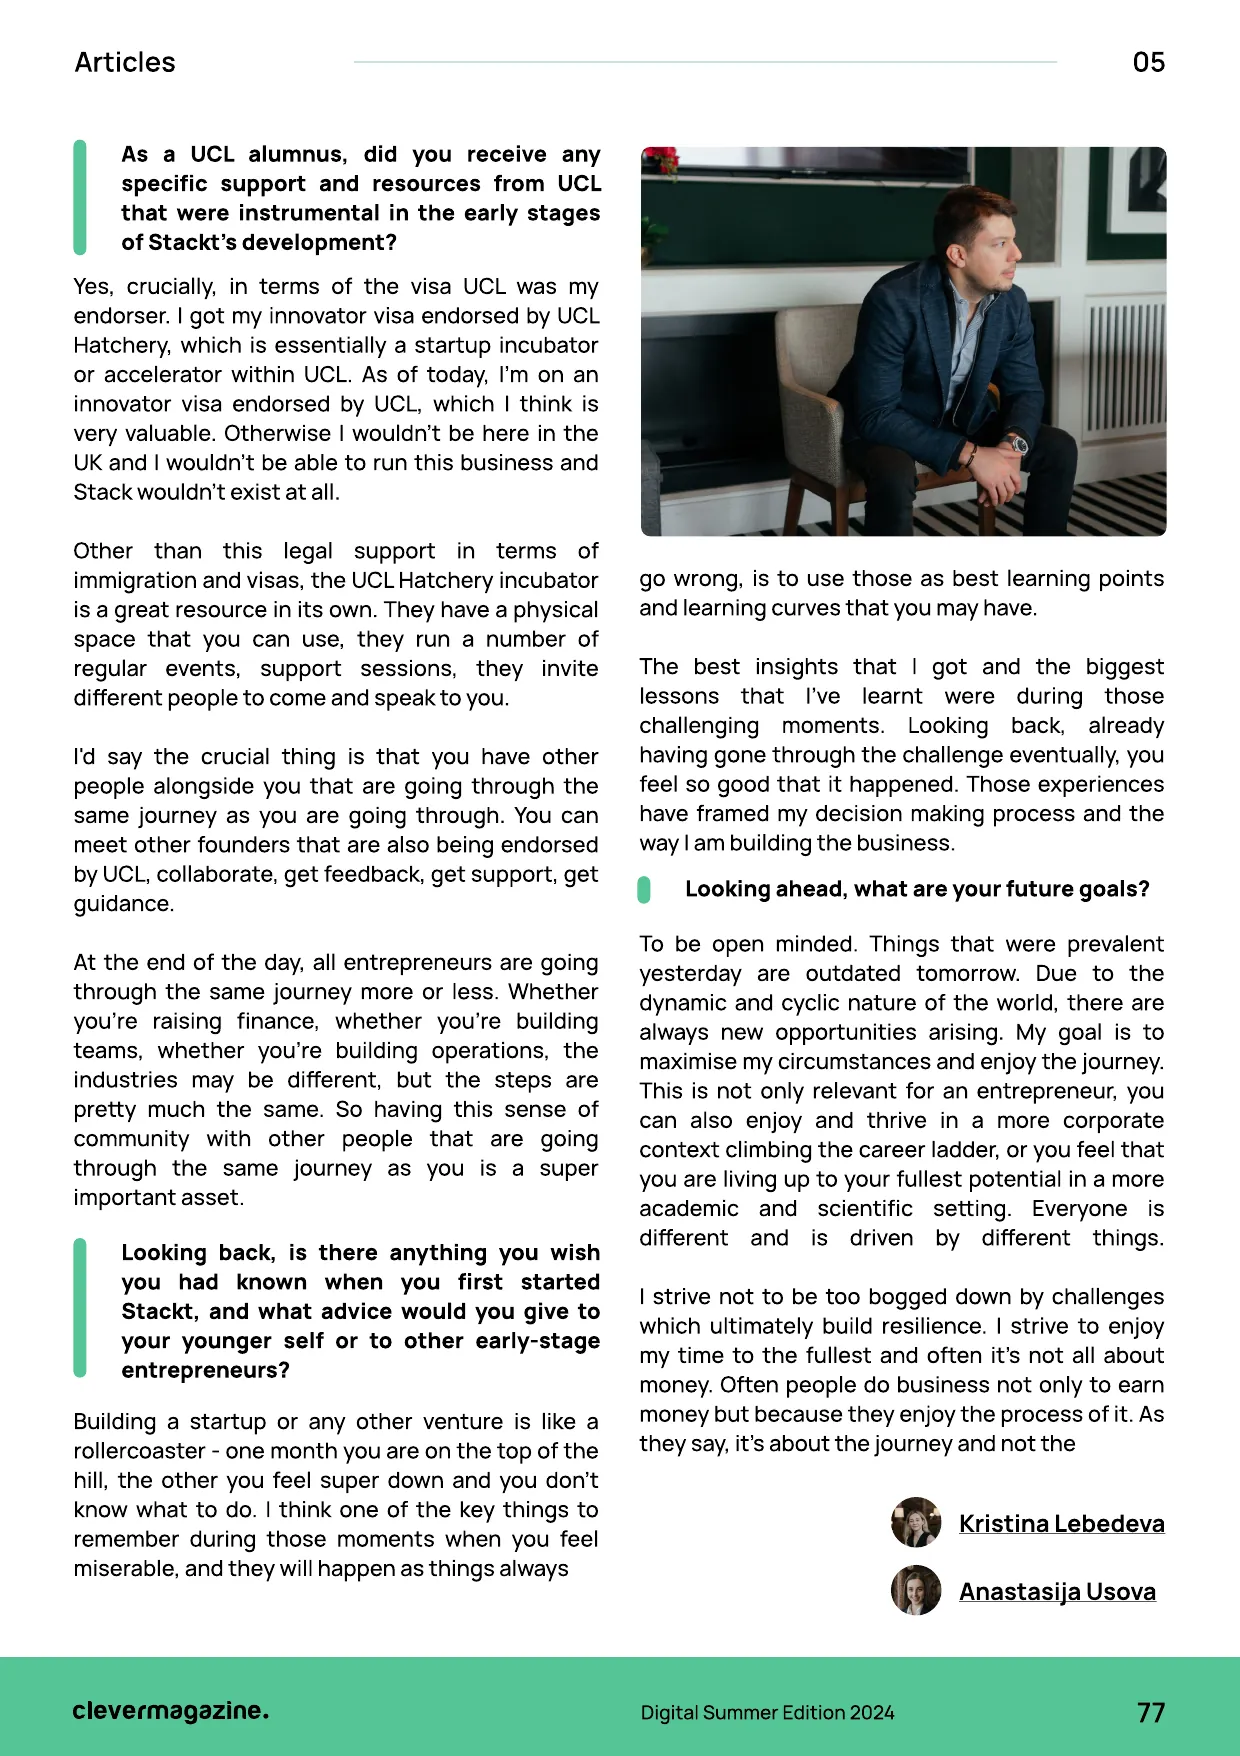 Articles
05
As a UCL alumnus, did you receive any
specific support and resources from UCL
that were instrumental in the early stages
of Stackt’s development?
Yes, crucially, in terms of the visa UCL was my
endorser. I got my innovator visa endorsed by UCL
Hatchery, which is essentially a startup incubator
or accelerator within UCL. As of today, I’m on an
innovator visa endorsed by UCL, which I think is
very valuable. Otherwise I wouldn’t be here in the
UK and I wouldn’t be able to run this business and
Stack wouldn’t exist at all.
Other than this legal support in terms of
immigration and visas, the UCL Hatchery incubator
is a great resource in its own. They have a physical
space that you can use, they run a number of
regular events, support sessions, they invite
different people to come and speak to you.
I'd say the crucial thing is that you have other
people alongside you that are going through the
same journey as you are going through. You can
meet other founders that are also being endorsed
by UCL, collaborate, get feedback, get support, get
guidance.
At the end of the day, all entrepreneurs are going
through the same journey more or less. Whether
you’re raising finance, whether you’re building
teams, whether you’re building operations, the
industries may be different, but the steps are
pretty much the same. So having this sense of
community with other people that are going
through the same journey as you is a super
important asset.
Looking back, is there anything you wish
you had known when you first started
Stackt, and what advice would you give to
your younger self or to other early-stage
entrepreneurs?
Building a startup or any other venture is like a
rollercoaster - one month you are on the top of the
hill, the other you feel super down and you don’t
know what to do. I think one of the key things to
remember during those moments when you feel
miserable, and they will happen as things always
go wrong, is to use those as best learning points
and learning curves that you may have.
The best insights that I got and the biggest
lessons that I’ve learnt were during those
challenging moments. Looking back, already
having gone through the challenge eventually, you
feel so good that it happened. Those experiences
have framed my decision making process and the
way I am building the business.
Looking ahead, what are your future goals?
To be open minded. Things that were prevalent
yesterday are outdated tomorrow. Due to the
dynamic and cyclic nature of the world, there are
always new opportunities arising. My goal is to
maximise my circumstances and enjoy the journey.
This is not only relevant for an entrepreneur, you
can also enjoy and thrive in a more corporate
context climbing the career ladder, or you feel that
you are living up to your fullest potential in a more
academic and scientific setting. Everyone is
different and is driven by different things.
I strive not to be too bogged down by challenges
which ultimately build resilience. I strive to enjoy
my time to the fullest and often it’s not all about
money. Often people do business not only to earn
money but because they enjoy the process of it. As
they say, it’s about the journey and not the
Kristina Lebedeva
Anastasija Usova
clevermagazine.
Digital Summer Edition 2024
77